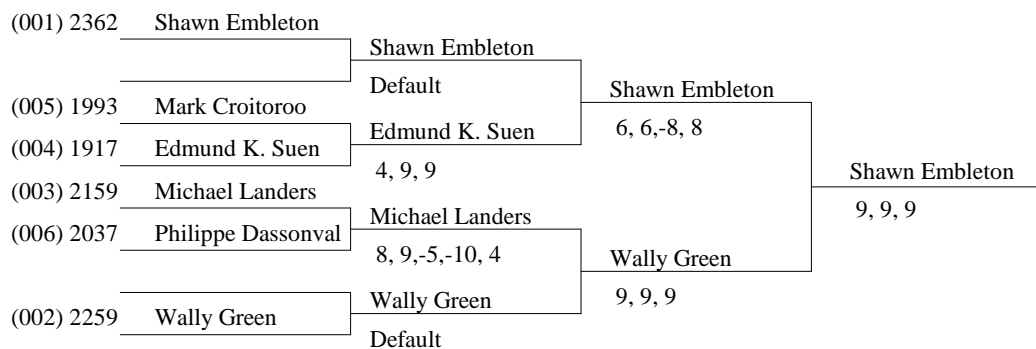 (001) 2362 Shawn Embleton
Shawn Embleton
Default
Shawn Embleton
(005) 1993 Mark Croitoroo
6, 6,-8, 8
Edmund K. Suen
(004) 1917 Edmund K. Suen
4, 9, 9
Shawn Embleton
(003) 2159 Michael Landers
9, 9, 9
Michael Landers
(006) 2037 Philippe Dassonval
8, 9,-5,-10, 4
Wally Green
9, 9, 9
Wally Green
(002) 2259 Wally Green
Default